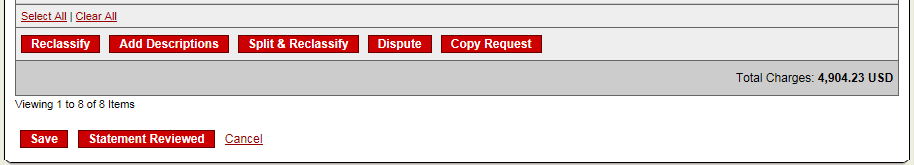 Select All | Clear All
Reclassify Add Descriptions Split & Reclassify Dispute Copy Request
Total Charges: 4,904.23 USD
Viewing 1 to 8 of 8 Items
Save Statement Reviewed Cancel